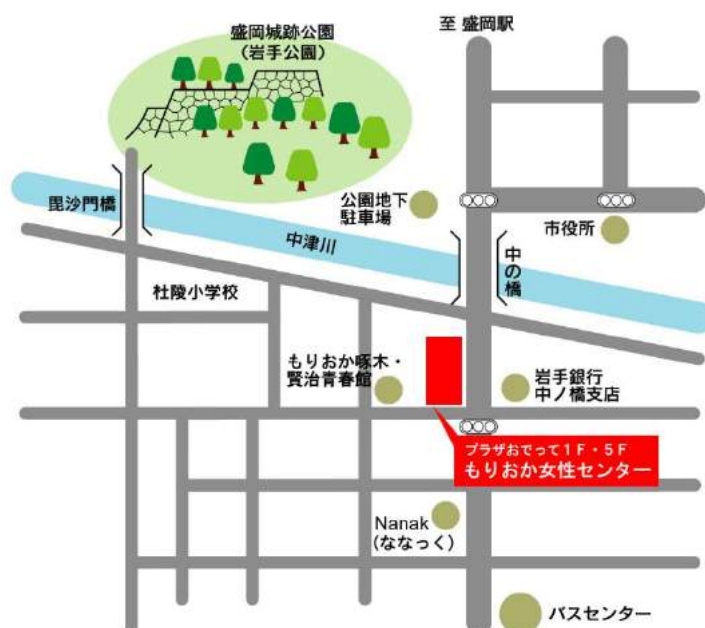 盛岡城跡公園
(岩手公園)
至 盛岡駅
公園地下
駐車場
市役所
毘沙門橋
中津川
中の橋
杜陵小学校
もりおか啄木・
賢治青春館
岩手銀行
中ノ橋支店
プラザおでって1F・5F
もりおか女性センター
Nanak
(ななっく)
バスセンター